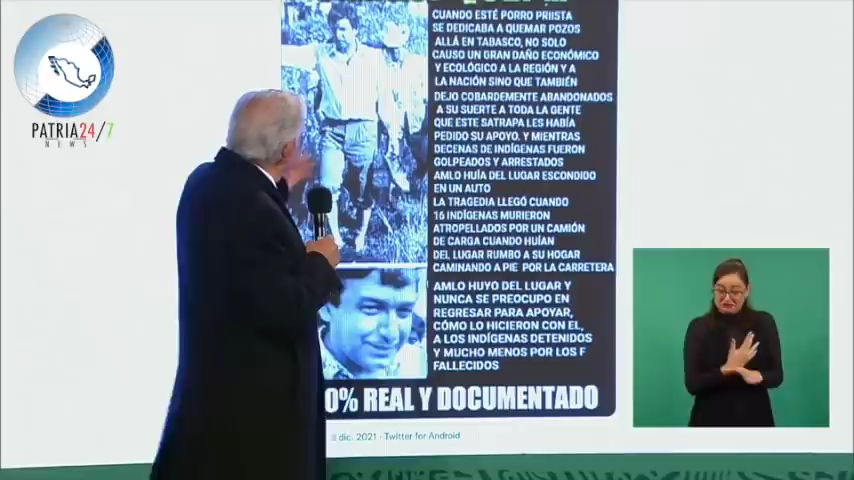 PATRIA24/7
NEWS
CUANDO ESTÉ PORRO PRIISTA
SE DEDICABA A QUEMAR POZOS
ALLÁ EN TABASCO, NO SOLO
CAUSO UN GRAN DAÑO ECONÓMICO
Y ECOLÓGICO A LA REGIÓN Y A
LA NACIÓN SINO QUE TAMBIÉN
DEJO COBARDEMENTE ABANDONADOS
A SU SUERTE A TODA LA GENTE
QUE ESTE SATRAPA LES HABÍA
PEDIDO SU APOYO. Y MIENTRAS
DECENAS DE INDÍGENAS FUERON
GOLPEADOS Y ARRESTADOS
AMLO HUÍA DEL LUGAR ESCONDIDO
EN UN AUTO
LA TRAGEDIA LLEGÓ CUANDO
16 INDÍGENAS MURIERON
ATROPELLADOS POR UN CAMIÓN
DE CARGA CUANDO HUÍAN
DEL LUGAR RUMBO A SU HOGAR
CAMINANDO A PIE POR LA CARRETERA
AMLO HUYO DEL LUGAR Y
NUNCA SE PREOCUPO EN
REGRESAR PARA APOYAR,
CÓMO LO HICIERON CON EL,
A LOS INDÍGENAS DETENIDOS
Y MUCHO MENOS POR LOS F
FALLECIDOS
0% REAL Y DOCUMENTADO
dic. 2021 · Twitter for Android